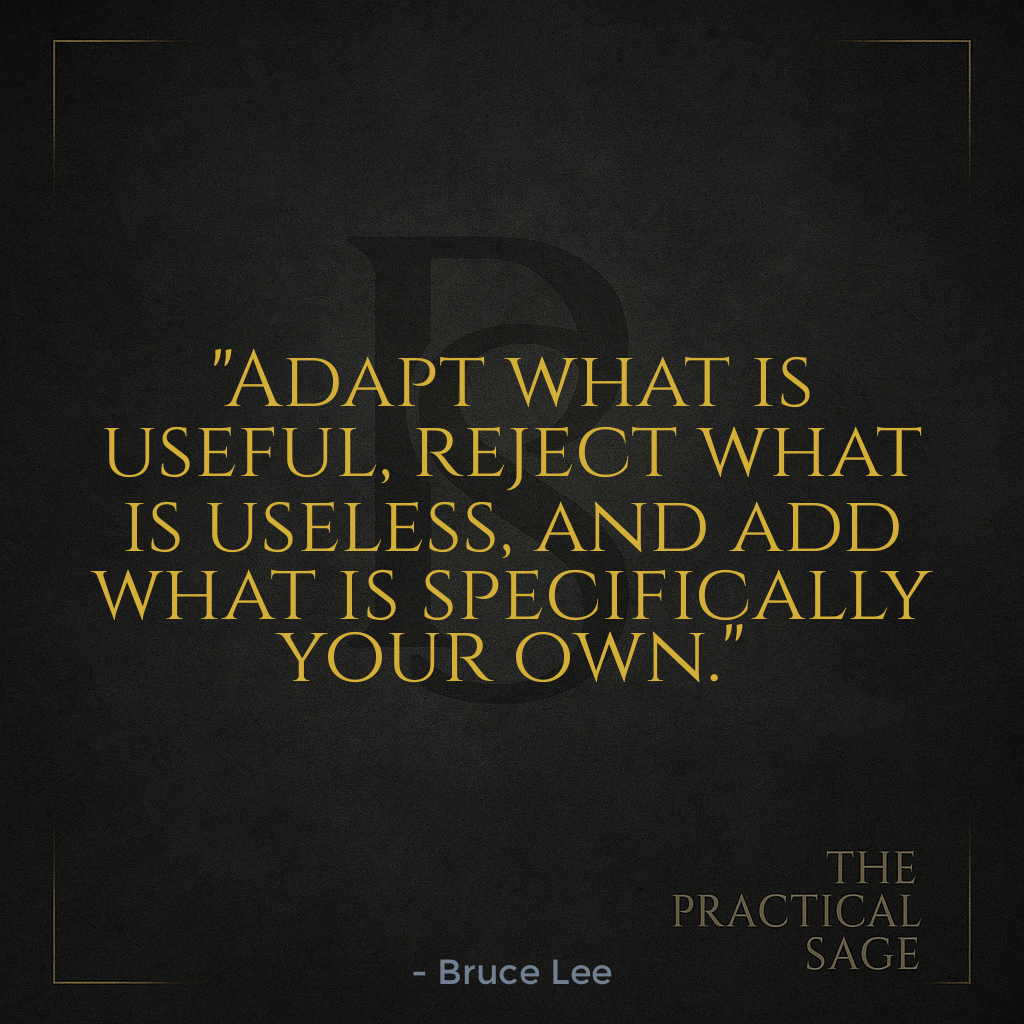 "Adapt what is
useful, reject what
is useless, and add
what is specifically
your own."
THE
PRACTICAL
SAGE
- Bruce Lee